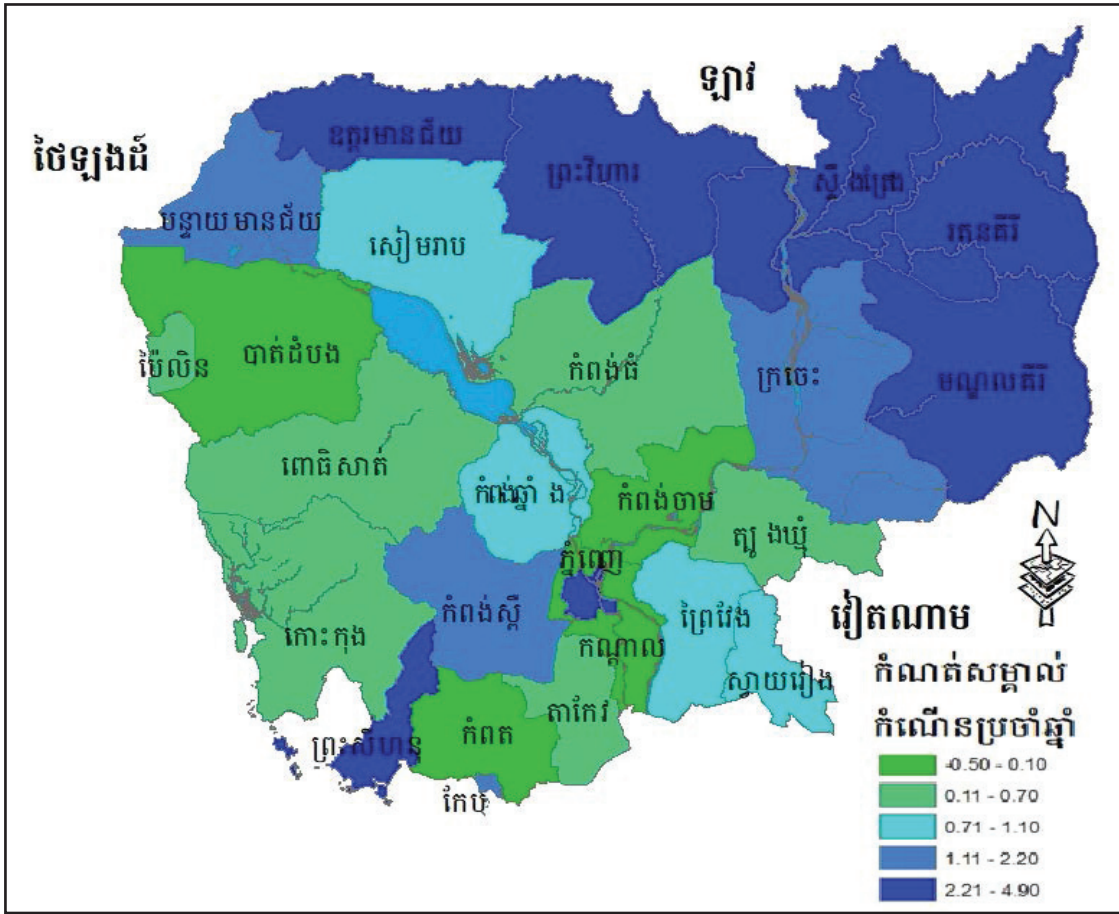 ឡាវ
ថៃឡងដ៍
ឧត្តរមានជ័យ
ព្រះវិហារ
ស្ទឹងត្រែង
រតនគិរី
បន្ទាយមានជ័យ
សៀមរាប
បាត់ដំបង
ប៉ៃលិន
កំពង់ធំ
ក្រចេះ
មណ្ឌលគិរី
ពោធិសាត់
កំពង់ឆ្នាំង
កំពង់ចាម
ត្បូងឃ្មុំ
N
ភ្នំពេញ
កំពង់ស្ពឺ
ព្រៃវែង
វៀតណាម
កោះកុង
កណ្តាល
ស្វាយរៀង
កំណត់សម្គាល់
តាកែវ
កំណើនប្រចាំឆ្នាំ
ព្រះសីហនុ
កំពត
កែប
-0.50 - 0.10
0.11 - 0.70
0.71 - 1.10
1.11 - 2.20
2.21 - 4.90